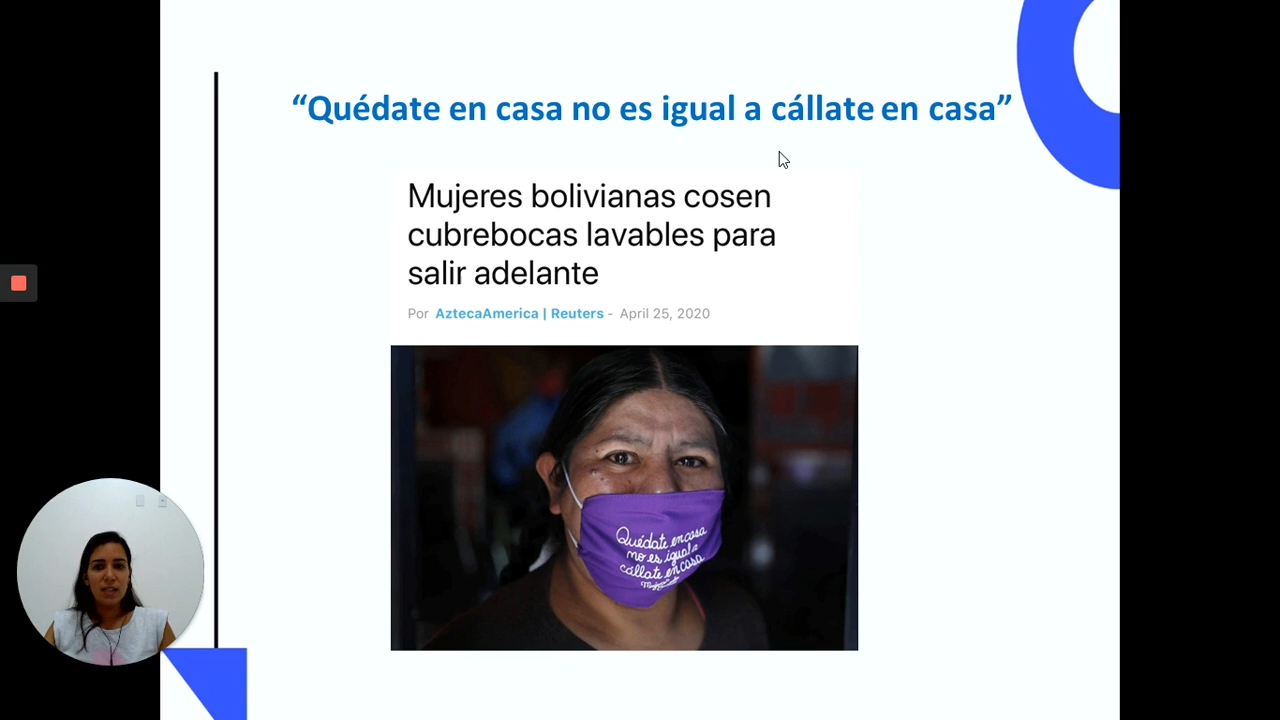 “Quédate en casa no es igual a cállate en casa”
Mujeres bolivianas cosen
cubrebocas lavables para
salir adelante
Por AztecaAmerica | Reuters - April 25, 2020
Quédate en casa
no es igual a
cállate en casa